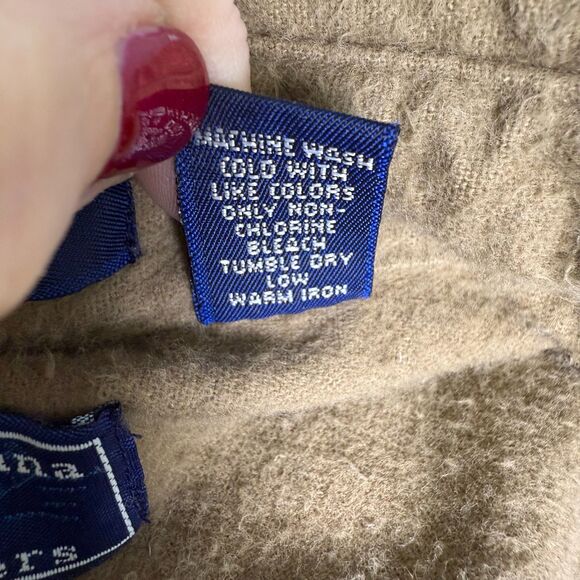 MACHINE WASH
COLD WITH
LIKE COLORS
ONLY NON-
CHLORINE
BLEACH
TUMBLE DRY
LOW
WARM IRON